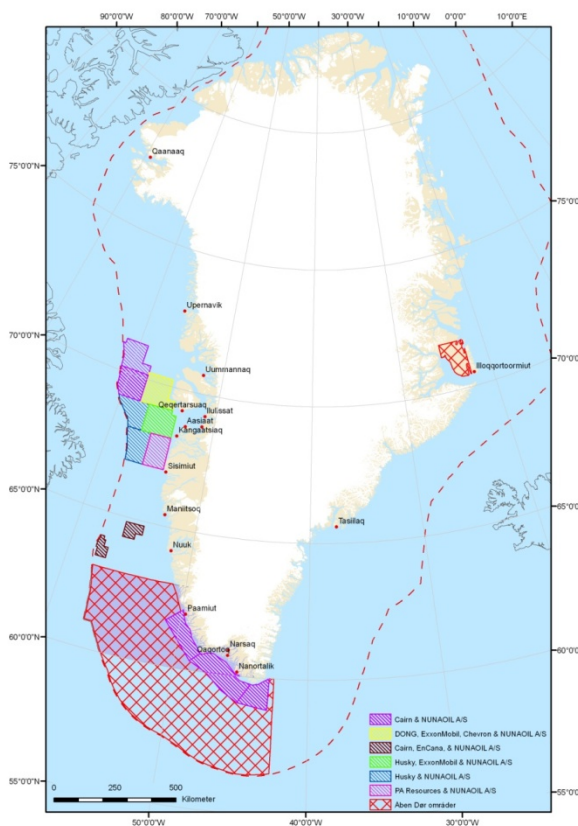 90°0'0"W 80°0'0"W 70°0'0"W 60°0'0"W 50°0'0"W 40°0'0"W 30°0'0"W 20°0'0"W 10°0'0"W 0°0'0" 10°0'0"E
Qaanaaq
75°0'0"N
75°0'0"
Upernavik
70°0'0"N
70°0'0"
Uummannaq
Illoqqortoormiut
Qeqertarsuaq
Ilulissat
Aasiaat
Kangaatsiaq
Sisimiut
65°0'0"N
65°0'0"
Maniitsoq
Tasiilaq
Nuuk
Paamiut
60°0'0"N
60°0'0"
Narsaq
Qaqortoq
Nanortalik
Cairn & NUNAOIL A/S
DONG, ExxonMobil, Chevron & NUNAOIL A/S
Cairn, EnCana, & NUNAOIL A/S
Husky, ExxonMobil & NUNAOIL A/S
Husky & NUNAOIL A/S
PA Resources & NUNAOIL A/S
Åben Dør områder
55°0'0"N
55°0'0"
0 125 250 500
Kilometer
50°0'0"W 40°0'0"W 30°0'0"W